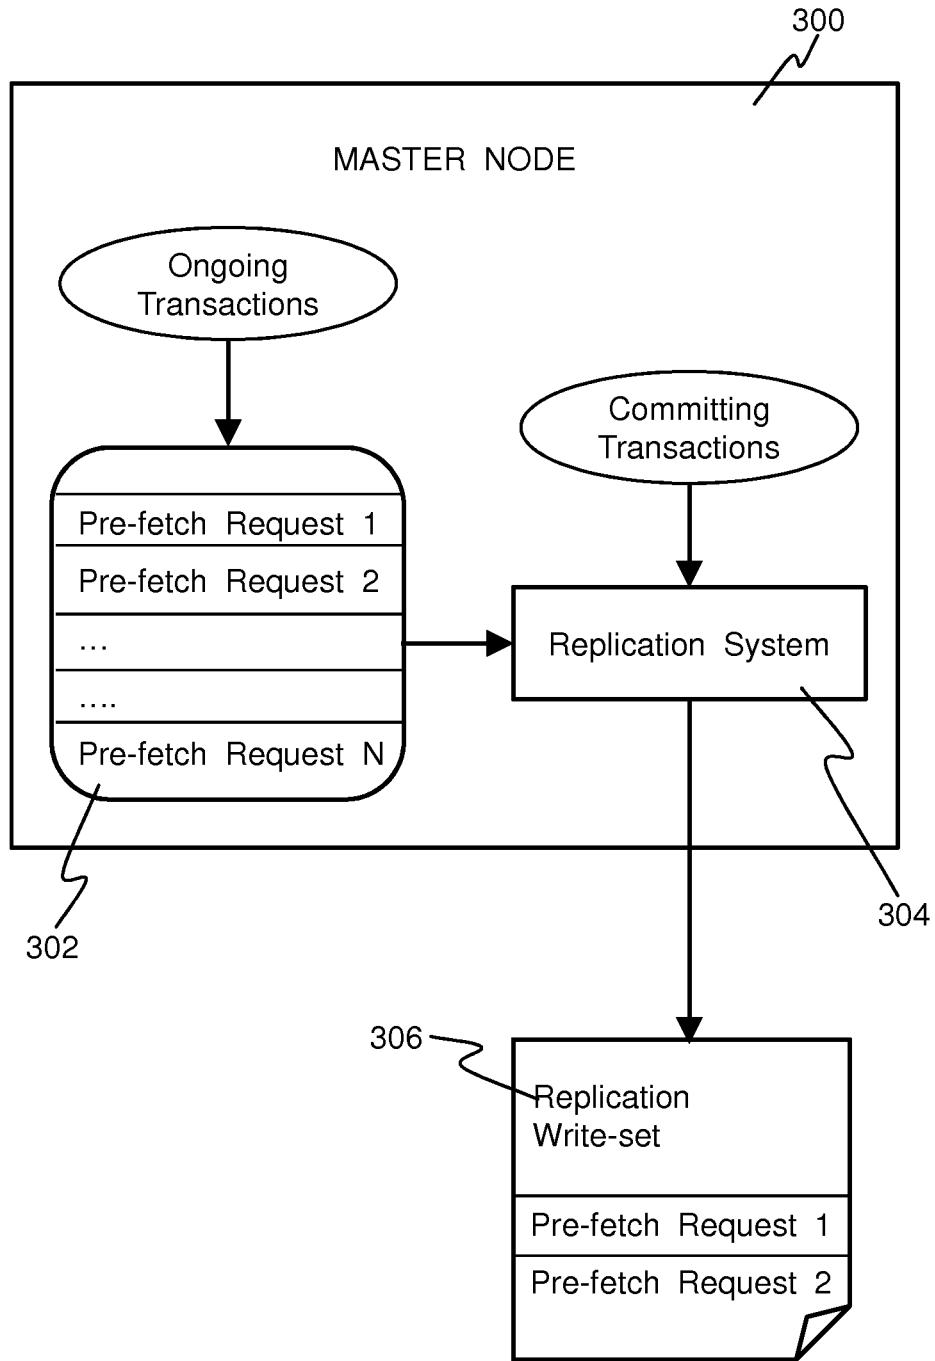 300
MASTER NODE
Ongoing
Transactions
Committing
Transactions
Pre-fetch Request 1
Pre-fetch Request 2
...
....
Pre-fetch Request N
Replication System
302
304
306
Replication
Write-set
Pre-fetch Request 1
Pre-fetch Request 2